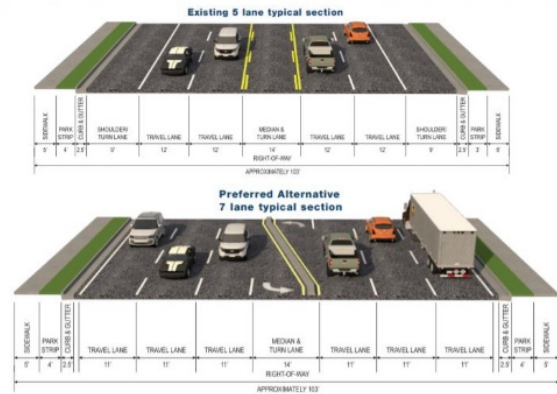 Existing 5 lane typical section
SIDEWALK
PARK STRIP
CURB & GUTTER
SHOULDER/ TURN LANE
TRAVEL LANE
TRAVEL LANE
MEDIAN & TURN LANE
TRAVEL LANE
TRAVEL LANE
SHOULDER/ TURN LANE
CURB & GUTTER
PARK STRIP
SIDEWALK
4' 2.5' 12' 12' 14' 12' 12' 2.5' 3'
RIGHT-OF-WAY
APPROXIMATELY 103'
Preferred Alternative
7 lane typical section
SIDEWALK
PARK STRIP
CURB & GUTTER
TRAVEL LANE
TRAVEL LANE
TRAVEL LANE
MEDIAN & TURN LANE
TRAVEL LANE
TRAVEL LANE
TRAVEL LANE
CURB & GUTTER
PARK STRIP
SIDEWALK
5' 4' 2.5' 11' 11' 11' 14' 11' 11' 11' 2.5' 4' 5'
RIGHT-OF-WAY
APPROXIMATELY 103'